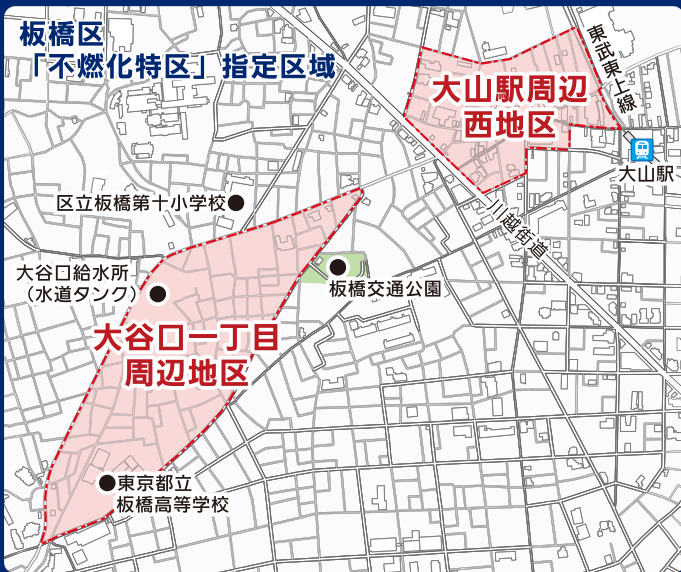 板橋区
「不燃化特区」指定区域
東武東上線
大山駅周辺
西地区
大山駅
区立板橋第十小学校
川越街道
大谷口給水所
(水道タンク)
板橋交通公園
大谷口一丁目
周辺地区
東京都立
板橋高等学校